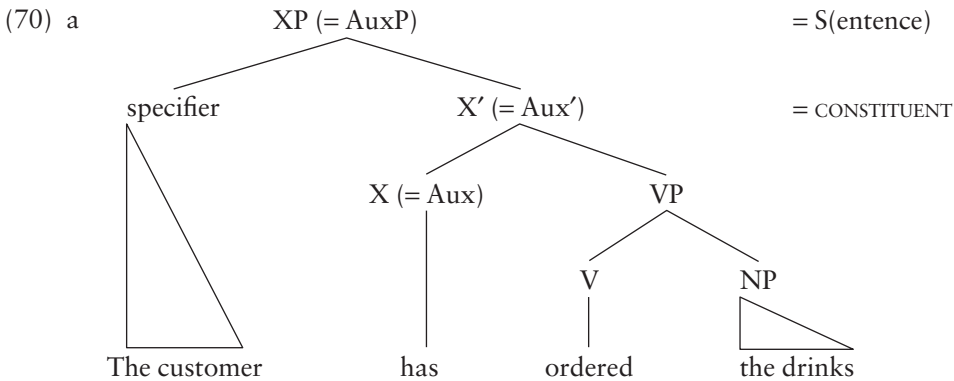 (70) a XP (= AuxP) = S(entence)
specifier X′ (= Aux′) = CONSTITUENT
X (= Aux) VP
V NP
The customer has ordered the drinks